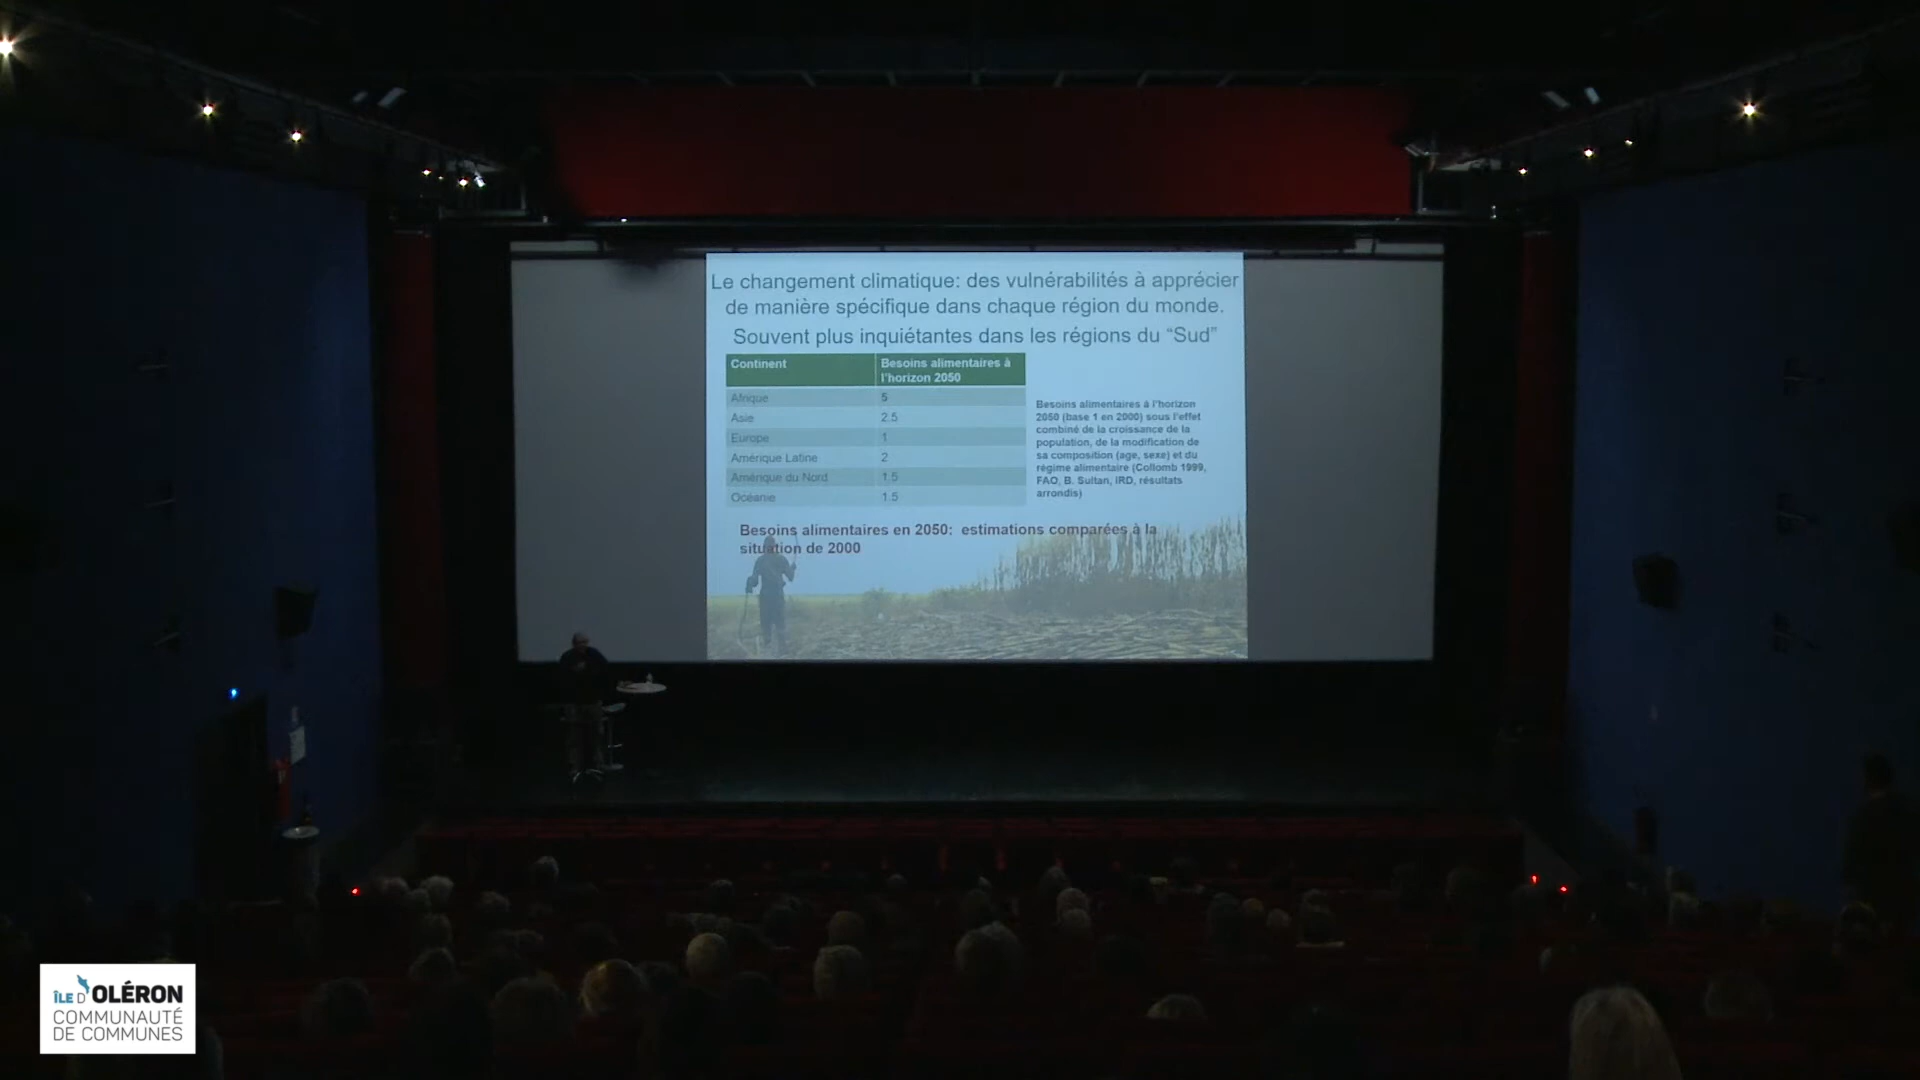 Le changement climatique: des vulnérabilités à apprécier
de manière spécifique dans chaque région du monde.
Souvent plus inquiétantes dans les régions du “Sud”
Continent
Besoins alimentaires à
l'horizon 2050
Afrique 5
Asie 2.5
Europe 1
Amérique Latine 2
Amérique du Nord 1.5
Océanie 1.5
Besoins alimentaires à l'horizon
2050 (base 1 en 2000) sous l'effet
combiné de la croissance de la
population, de la modification de
sa composition (age, sexe) et du
régime alimentaire (Collomb 1999,
FAO, B. Sultan, IRD, résultats
arrondis)
Besoins alimentaires en 2050: estimations comparées à la
situation de 2000
ÎLE D'OLÉRON
COMMUNAUTÉ
DE COMMUNES